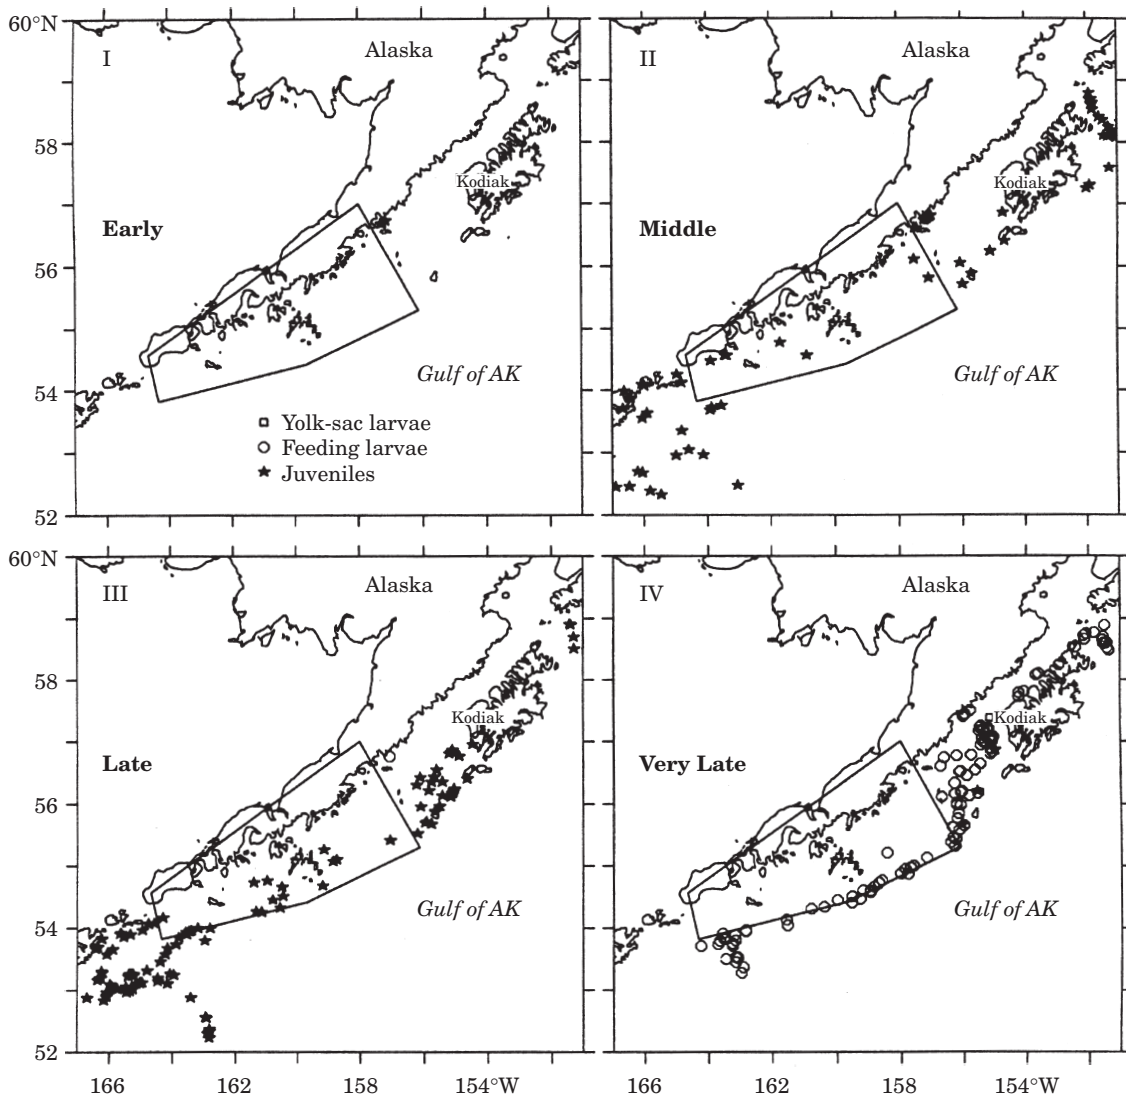 60°N
I
Alaska
II
Alaska
58
Kodiak
Kodiak
Early
Middle
56
Gulf of AK
Gulf of AK
54
Yolk-sac larvae
Feeding larvae
Juveniles
52
60°N
III
Alaska
IV
Alaska
58
Kodiak
Kodiak
Late
Very Late
56
Gulf of AK
Gulf of AK
54
52
166
162
158
154°W
166
162
158
154°W